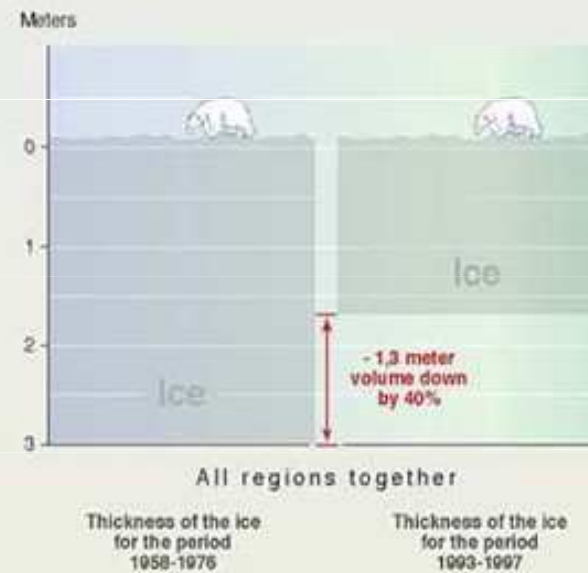 Meters
0
1
Ice
2
- 1,3 meter
volume down
by 40%
Ice
3
All regions together
Thickness of the ice
for the period
1958-1976
Thickness of the ice
for the period
1993-1997